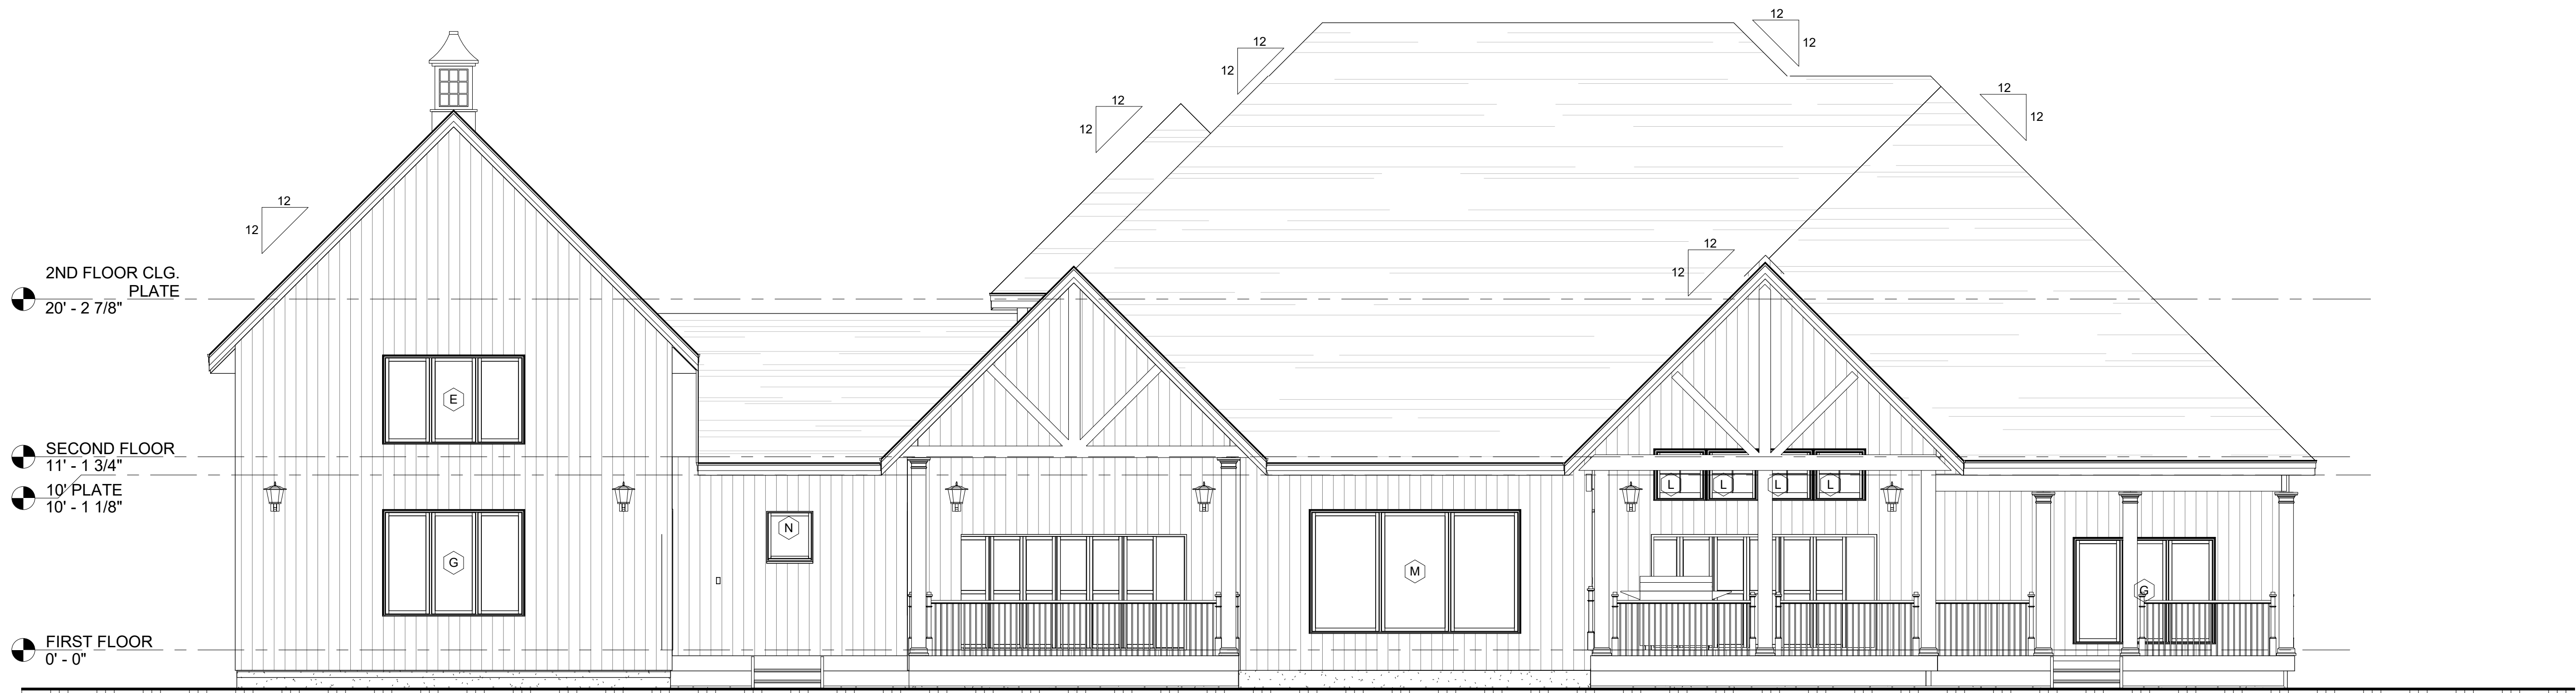 12
12
12
12
12
12
12
12
12
12
12
12
2ND FLOOR CLG.
PLATE
20' - 2 7/8"
SECOND FLOOR
11' - 1 3/4"
10' PLATE
10' - 1 1/8"
FIRST FLOOR
0' - 0"
E
G
N
M
L
L
L
L
G